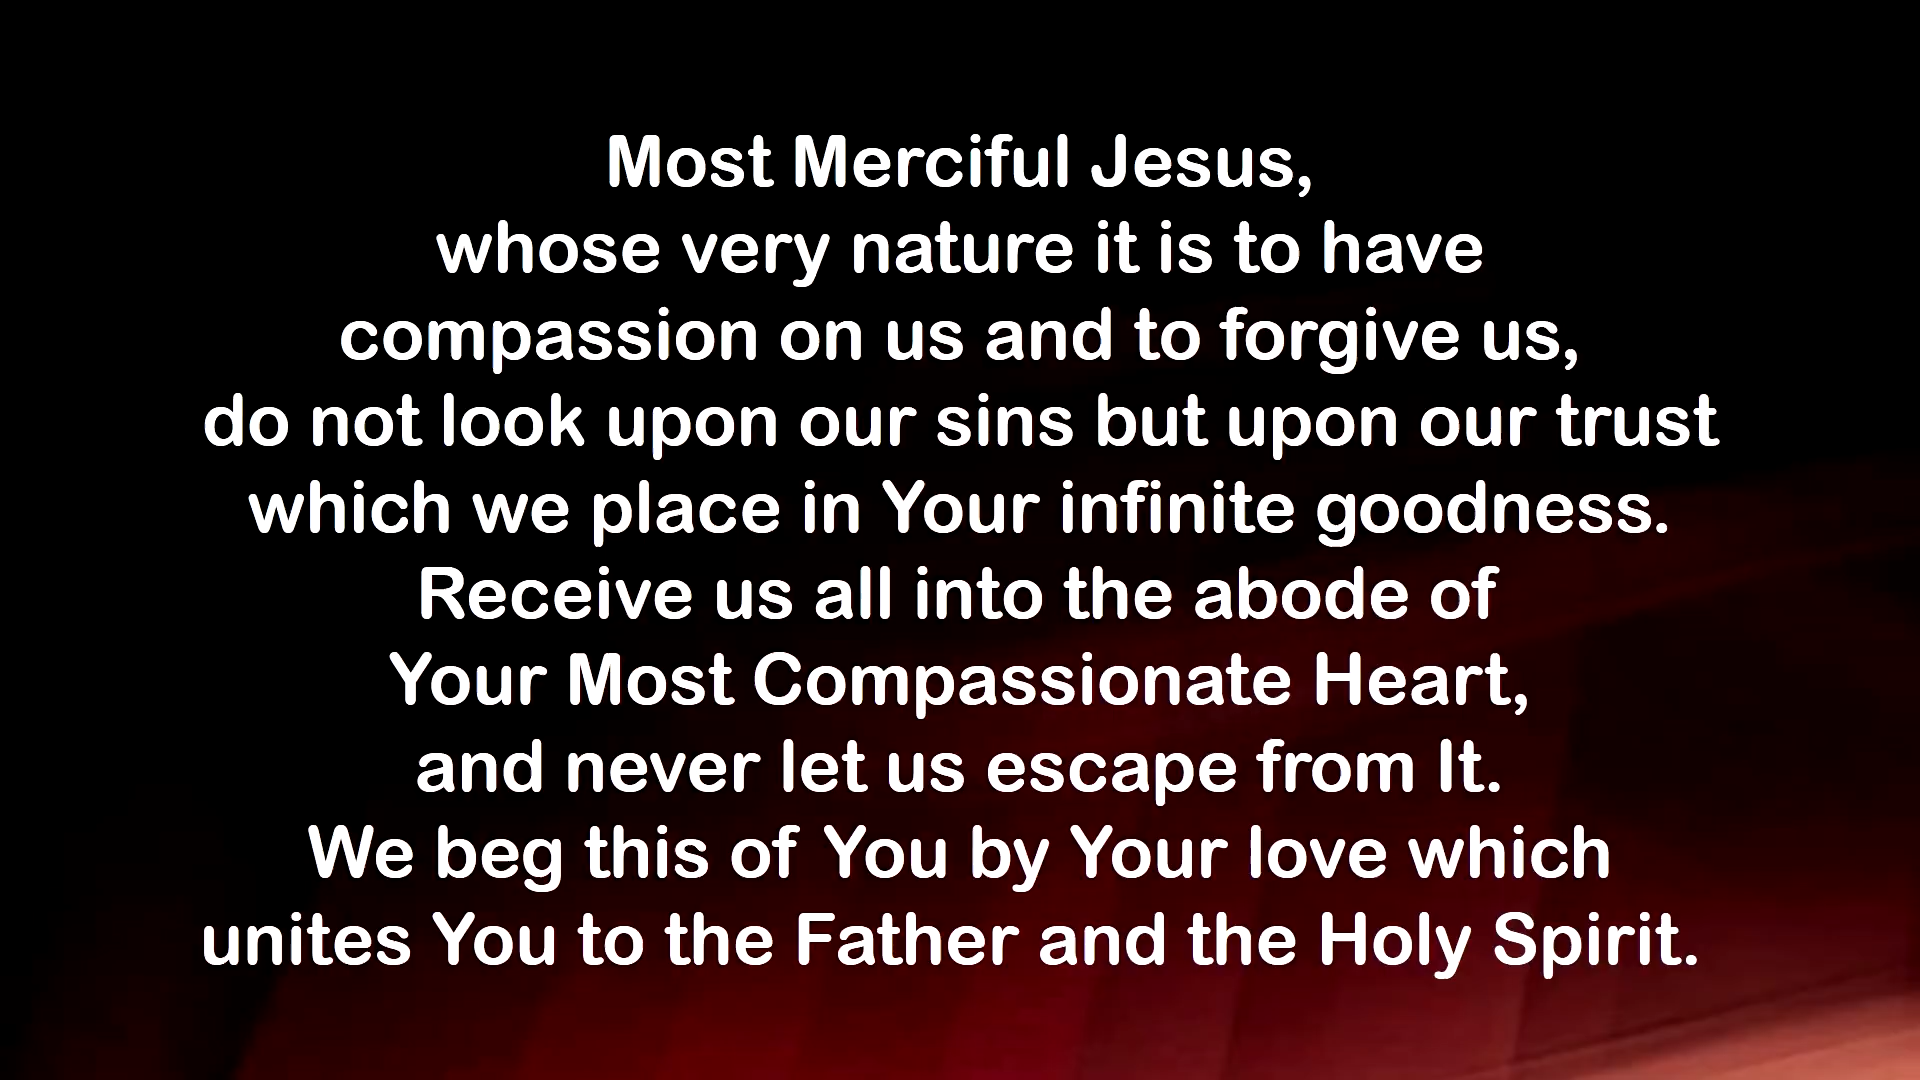 Most Merciful Jesus,
whose very nature it is to have
compassion on us and to forgive us,
do not look upon our sins but upon our trust
which we place in Your infinite goodness.
Receive us all into the abode of
Your Most Compassionate Heart,
and never let us escape from It.
We beg this of You by Your love which
unites You to the Father and the Holy Spirit.